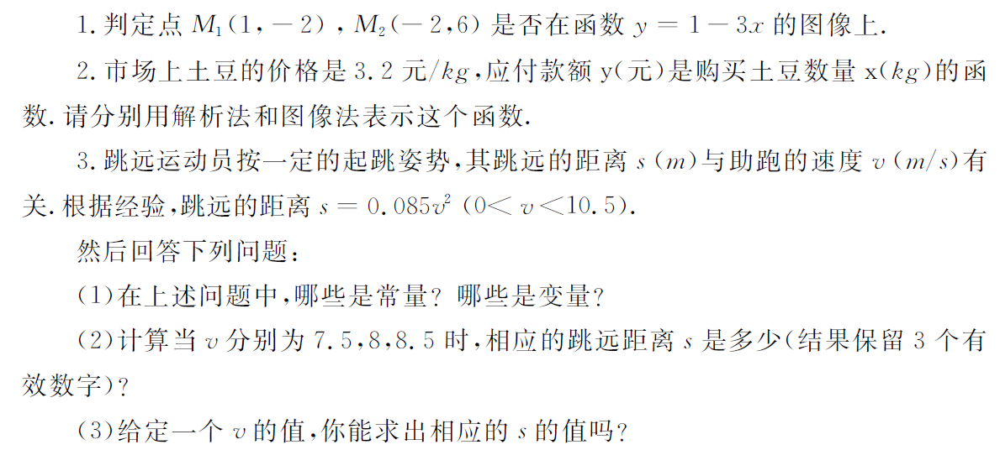 1. 判定点 M₁(1,-2), M₂(-2,6) 是否在函数 y = 1-3x 的图像上.
2. 市场上土豆的价格是 3.2 元/kg,应付款额 y(元)是购买土豆数量 x(kg)的函
数. 请分别用解析法和图像法表示这个函数.
3. 跳远运动员按一定的起跳姿势,其跳远的距离 s (m)与助跑的速度 v (m/s)有
关. 根据经验,跳远的距离 s = 0.085v² (0< v <10.5).
然后回答下列问题:
(1)在上述问题中,哪些是常量? 哪些是变量?
(2)计算当 v 分别为 7.5,8,8.5 时,相应的跳远距离 s 是多少(结果保留 3 个有
效数字)?
(3)给定一个 v 的值,你能求出相应的 s 的值吗?